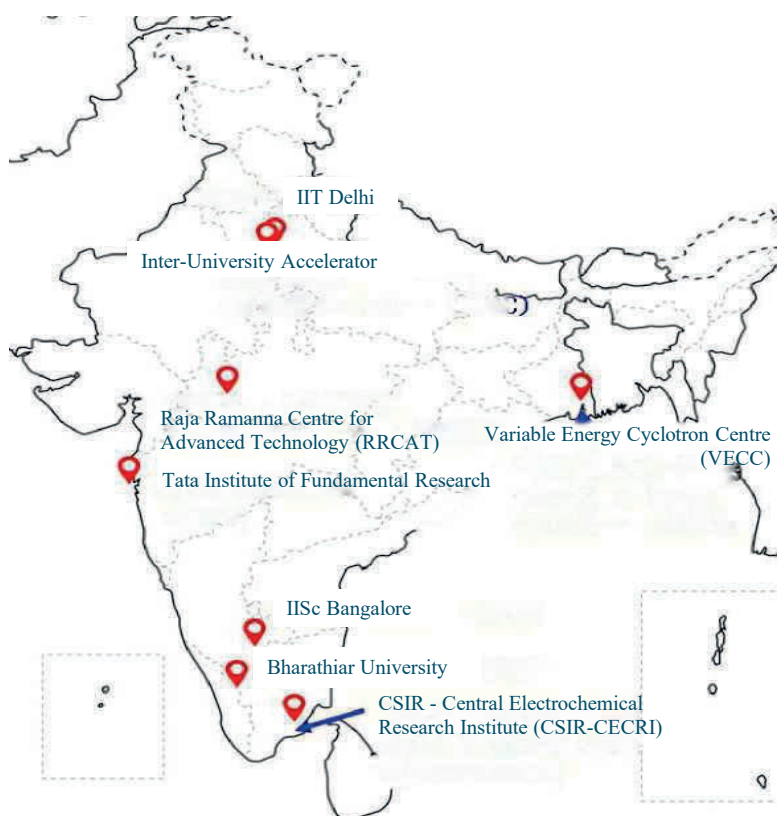 IIT Delhi
Inter-University Accelerator
Raja Ramanna Centre for
Advanced Technology (RRCAT)
Variable Energy Cyclotron Centre
(VECC)
Tata Institute of Fundamental Research
IISc Bangalore
Bharathiar University
CSIR - Central Electrochemical
Research Institute (CSIR-CECRI)